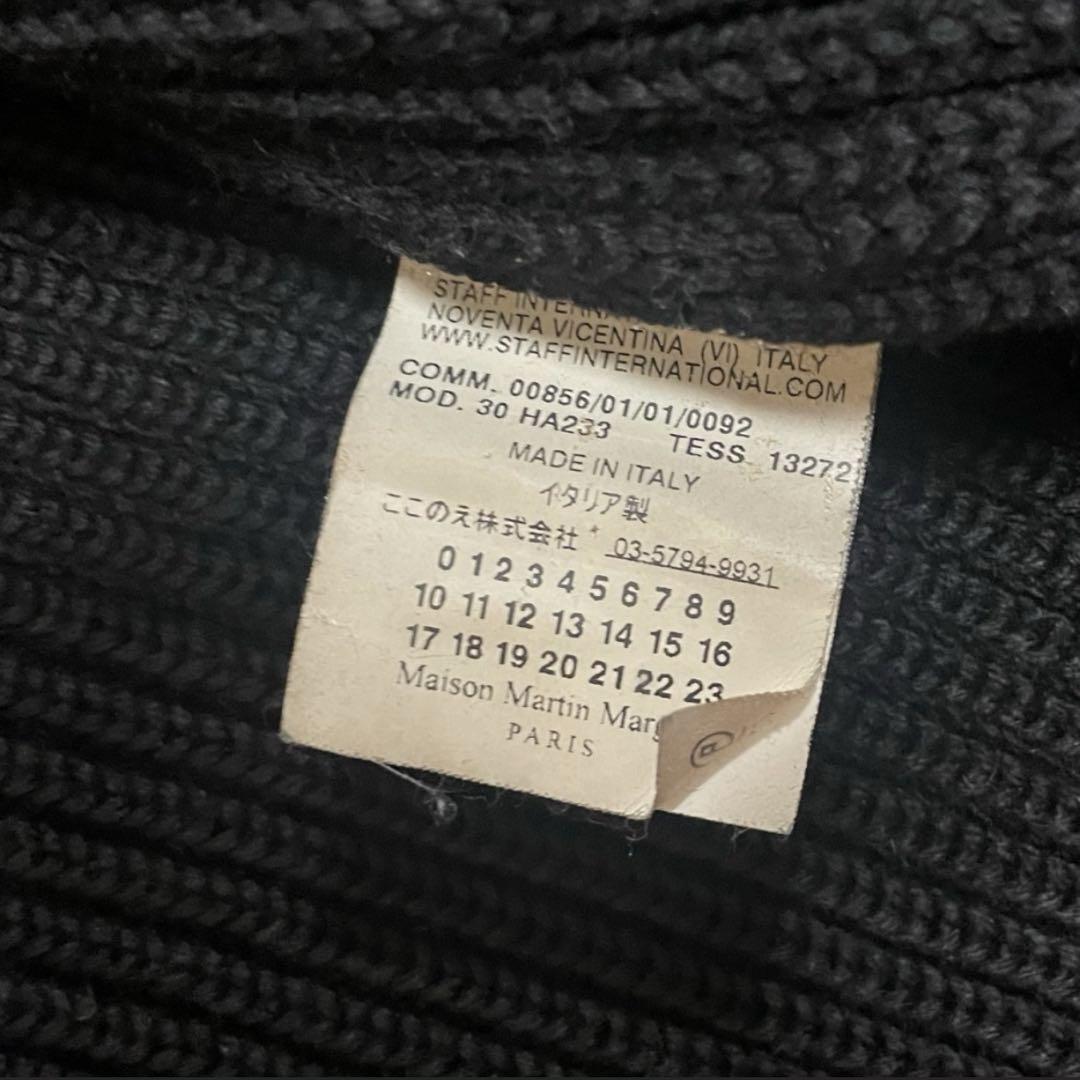 STAFF
NOVENTA VICENTINA (VI) ITALY
WWW.STAFFINTERNATIONAL.COM
COMM. 00856/01/01/0092
MOD. 30 HA233 TESS. 13272
MADE IN ITALY
イタリア製
ここのえ株式会社 03-5794-9931
0 1 2 3 4 5 6 7 8 9
10 11 12 13 14 15 16
17 18 19 20 21 22 23
Maison Martin
PARIS